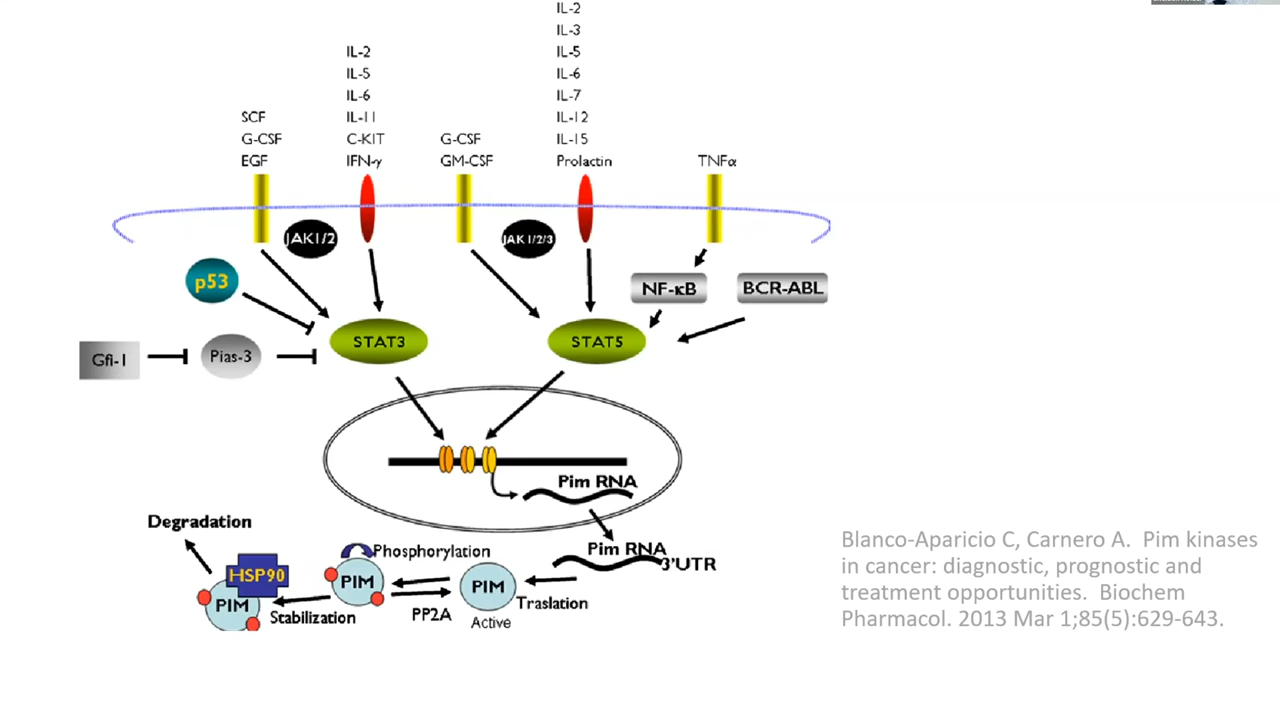 IL-2
IL-3
IL-5
IL-6
IL-7
IL-12
IL-15
Prolactin
IL-2
IL-5
IL-6
IL-11
C-KIT
IFN-γ
SCF
G-CSF
EGF
G-CSF
GM-CSF
TNFα
JAK1/2
JAK1/2/3
p53
NF-κB
BCR-ABL
STAT3
STAT5
Gfi-1
Pias-3
Pim RNA
Pim RNA
3'UTR
Degradation
HSP90
PIM
Stabilization
Phosphorylation
PIM
PP2A
PIM
Active
Traslation
Blanco-Aparicio C, Carnero A. Pim kinases
in cancer: diagnostic, prognostic and
treatment opportunities. Biochem
Pharmacol. 2013 Mar 1;85(5):629-643.